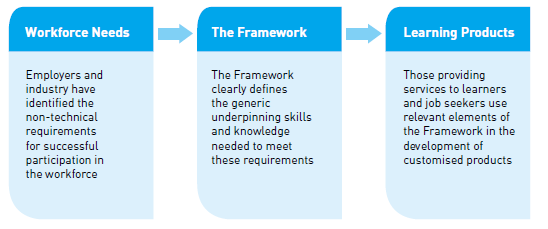 Workforce Needs
Employers and
industry have
identified the
non-technical
requirements
for successful
participation in
the workforce
The Framework
The Framework
clearly defines
the generic
underpinning skills
and knowledge
needed to meet
these requirements
Learning Products
Those providing
services to learners
and job seekers use
relevant elements of
the Framework in the
development of
customised products